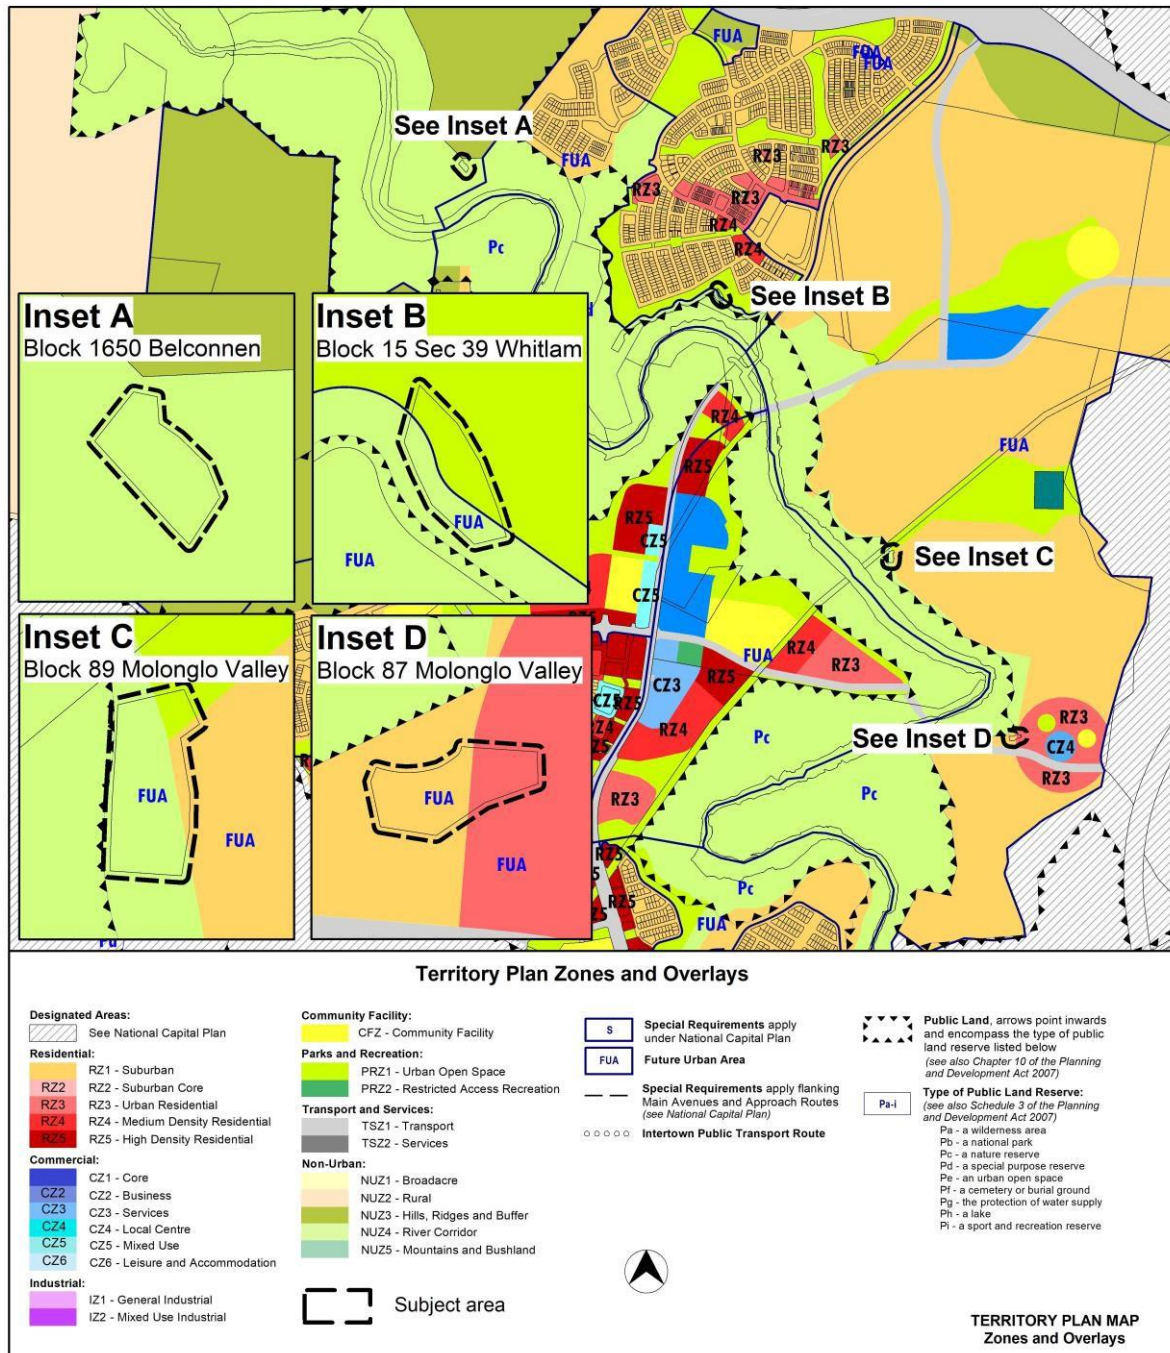 FUA
FUA
FUA
See Inset A
FUA
RZ3
RZ3
RZ3
RZ3
RZ4
RZ4
Pc
See Inset B
Inset A
Block 1650 Belconnen
Inset B
Block 15 Sec 39 Whitlam
FUA
FUA
RZ4
RZ5
RZ5
CZ5
CZ5
FUA
See Inset C
Inset C
Block 89 Molonglo Valley
FUA
FUA
Inset D
Block 87 Molonglo Valley
FUA
FUA
FUA
RZ4
RZ3
RZ5
CZ3
RZ4
CZ5
RZ5
Pc
Pc
See Inset D
RZ3
CZ4
RZ3
RZ3
RZ5
RZ5
Pc
FUA
Territory Plan Zones and Overlays
Designated Areas:
See National Capital Plan
Residential:
RZ1 - Suburban
RZ2 RZ2 - Suburban Core
RZ3 RZ3 - Urban Residential
RZ4 RZ4 - Medium Density Residential
RZ5 RZ5 - High Density Residential
Commercial:
CZ1 - Core
CZ2 CZ2 - Business
CZ3 CZ3 - Services
CZ4 CZ4 - Local Centre
CZ5 CZ5 - Mixed Use
CZ6 CZ6 - Leisure and Accommodation
Industrial:
IZ1 - General Industrial
IZ2 - Mixed Use Industrial
Community Facility:
CFZ - Community Facility
Parks and Recreation:
PRZ1 - Urban Open Space
PRZ2 - Restricted Access Recreation
Transport and Services:
TSZ1 - Transport
TSZ2 - Services
Non-Urban:
NUZ1 - Broadacre
NUZ2 - Rural
NUZ3 - Hills, Ridges and Buffer
NUZ4 - River Corridor
NUZ5 - Mountains and Bushland
Subject area
S Special Requirements apply
under National Capital Plan
FUA Future Urban Area
Special Requirements apply flanking
Main Avenues and Approach Routes
(see National Capital Plan)
Intertown Public Transport Route
Public Land, arrows point inwards
and encompass the type of public
land reserve listed below
(see also Chapter 10 of the Planning
and Development Act 2007)
Pa-i Type of Public Land Reserve:
(see also Schedule 3 of the Planning
and Development Act 2007)
Pa - a wilderness area
Pb - a national park
Pc - a nature reserve
Pd - a special purpose reserve
Pe - an urban open space
Pf - a cemetery or burial ground
Pg - the protection of water supply
Ph - a lake
Pi - a sport and recreation reserve
TERRITORY PLAN MAP
Zones and Overlays